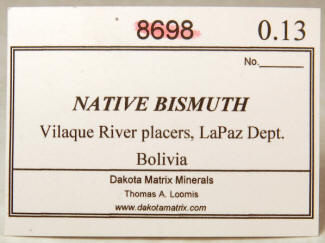 8698 0.13
No.______
NATIVE BISMUTH
Vilaque River placers, LaPaz Dept.
Bolivia
Dakota Matrix Minerals
Thomas A. Loomis
www.dakotamatrix.com